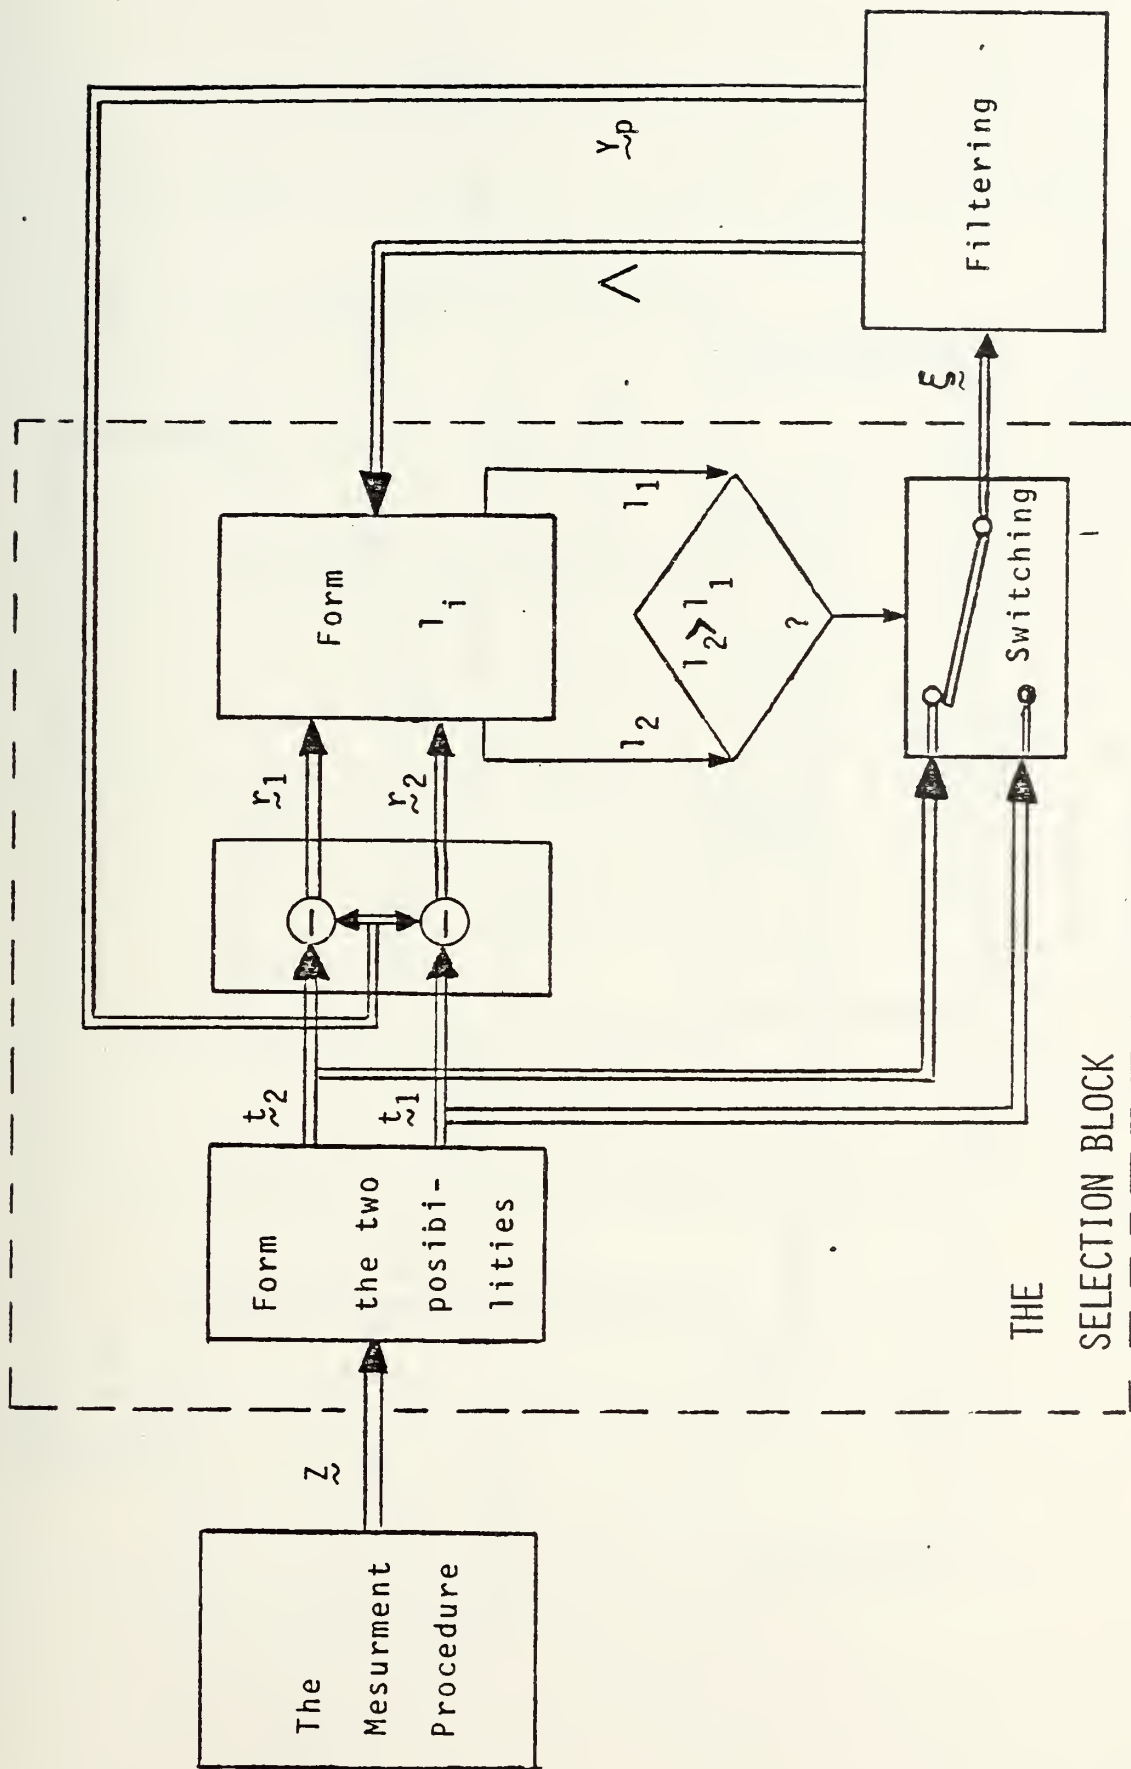 The
Mesurment
Procedure
Z
Form
the two
posibi-
lities
t2
t1
r1
r2
Form
li
l2
l1
l2>l1
?
Switching
ξ
Λ
Yp
Filtering
THE
SELECTION BLOCK